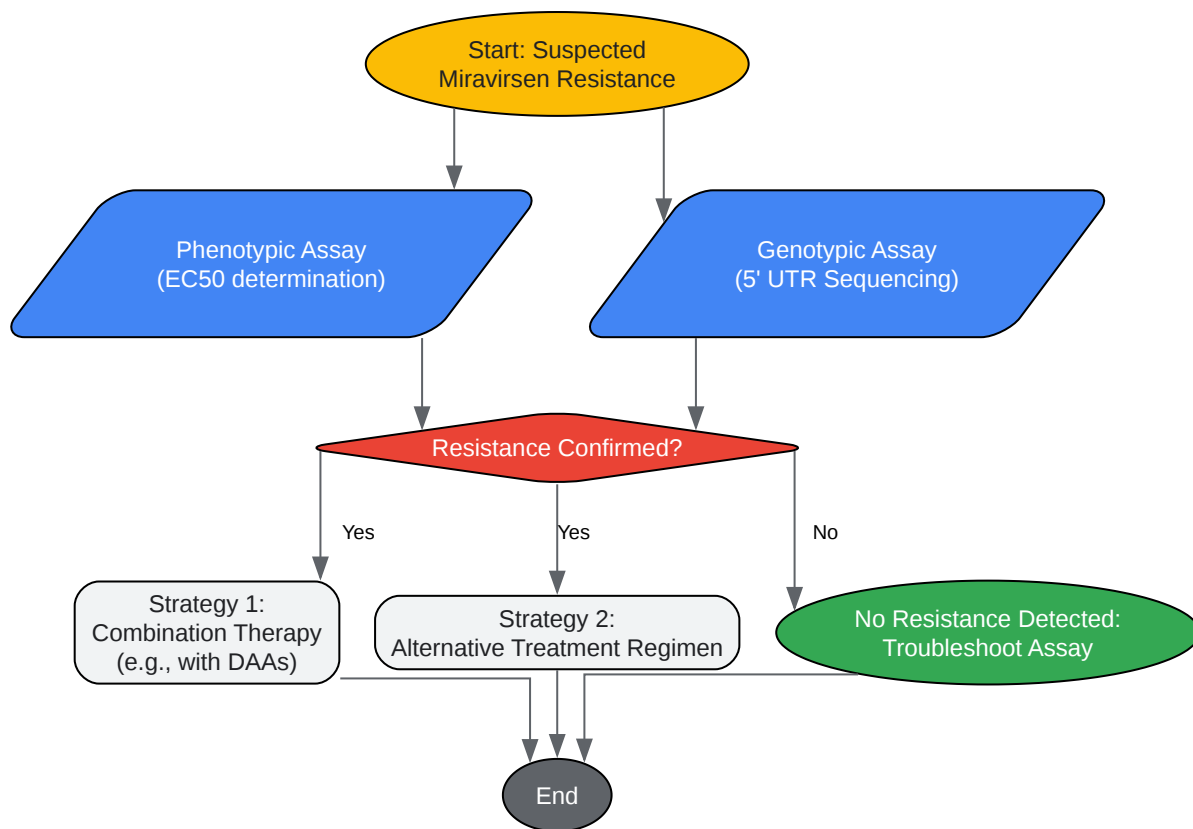 Start: Suspected
Miravirsen Resistance
Phenotypic Assay
(EC50 determination)
Genotypic Assay
(5' UTR Sequencing)
Resistance Confirmed?
Yes
Yes
No
Strategy 1:
Combination Therapy
(e.g., with DAAs)
Strategy 2:
Alternative Treatment Regimen
No Resistance Detected:
Troubleshoot Assay
End